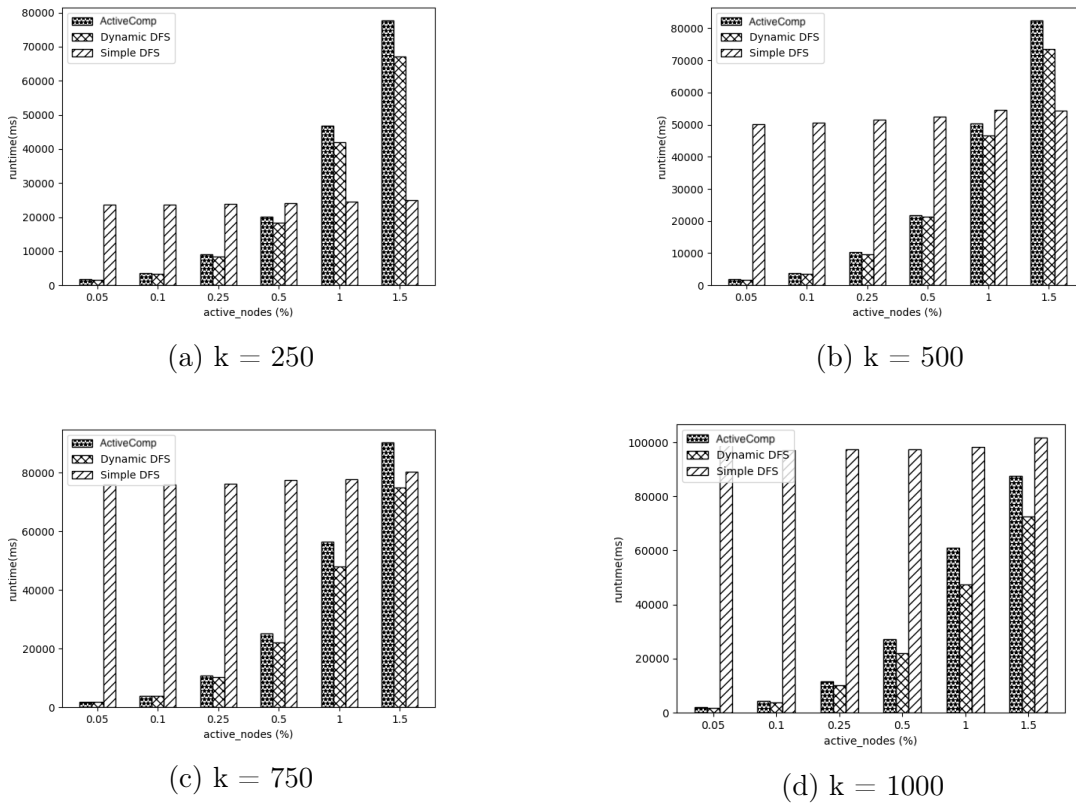 ActiveComp
Dynamic DFS
Simple DFS
80000
70000
60000
50000
40000
30000
20000
10000
0
runtime(ms)
0.05 0.1 0.25 0.5 1 1.5
active_nodes (%)
(a) k = 250
ActiveComp
Dynamic DFS
Simple DFS
80000
70000
60000
50000
40000
30000
20000
10000
0
runtime(ms)
0.05 0.1 0.25 0.5 1 1.5
active_nodes (%)
(b) k = 500
ActiveComp
Dynamic DFS
Simple DFS
80000
60000
40000
20000
0
runtime(ms)
0.05 0.1 0.25 0.5 1 1.5
active_nodes (%)
(c) k = 750
ActiveComp
Dynamic DFS
Simple DFS
100000
80000
60000
40000
20000
0
runtime(ms)
0.05 0.1 0.25 0.5 1 1.5
active_nodes (%)
(d) k = 1000